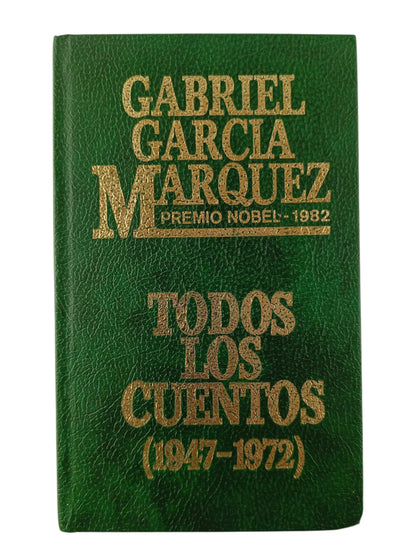 GABRIEL
GARCIA
MARQUEZ
PREMIO NOBEL-1982
TODOS
LOS
CUENTOS
(1947-1972)